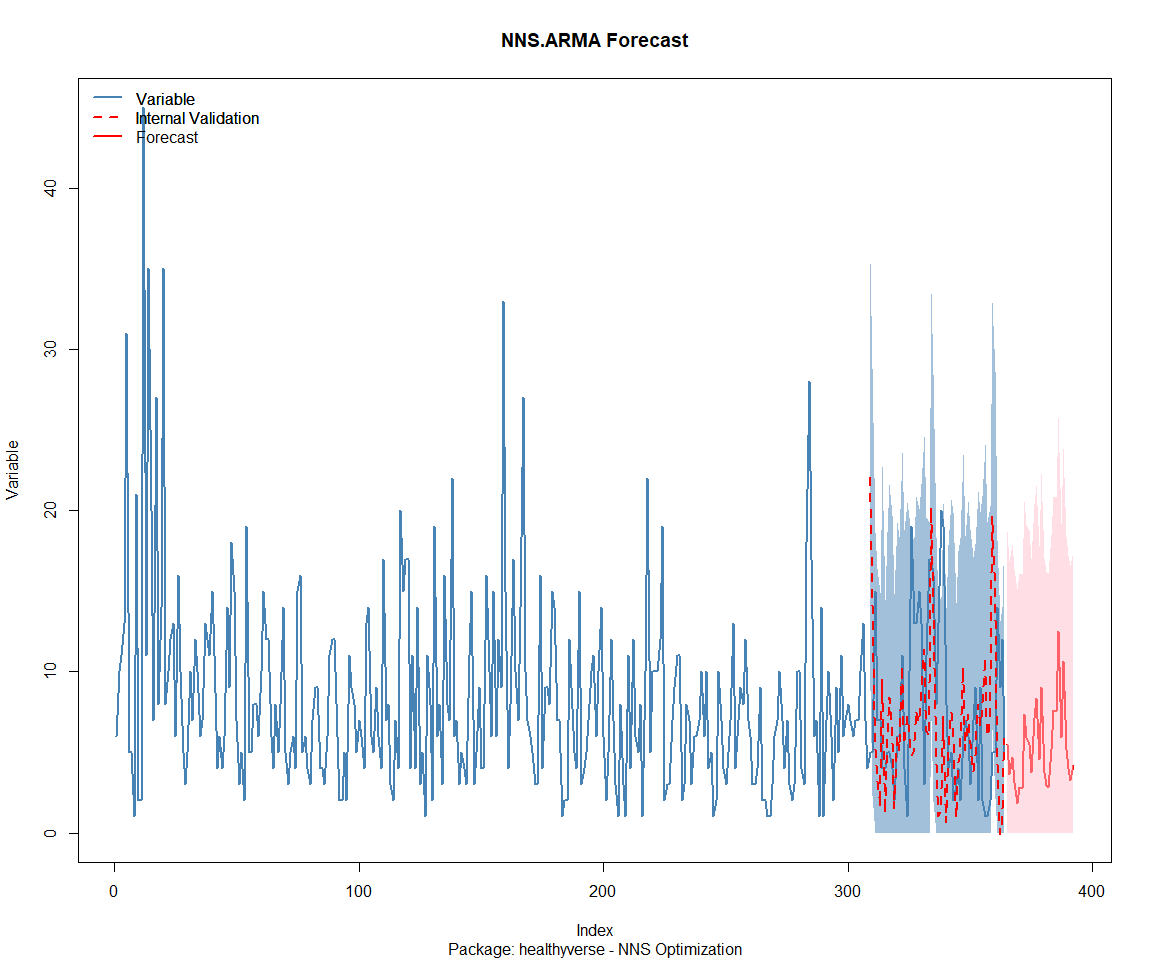 NNS.ARMA Forecast
Variable
Internal Validation
Forecast
Variable
40
30
20
10
0
0
100
200
300
400
Index
Package: healthyverse - NNS Optimization